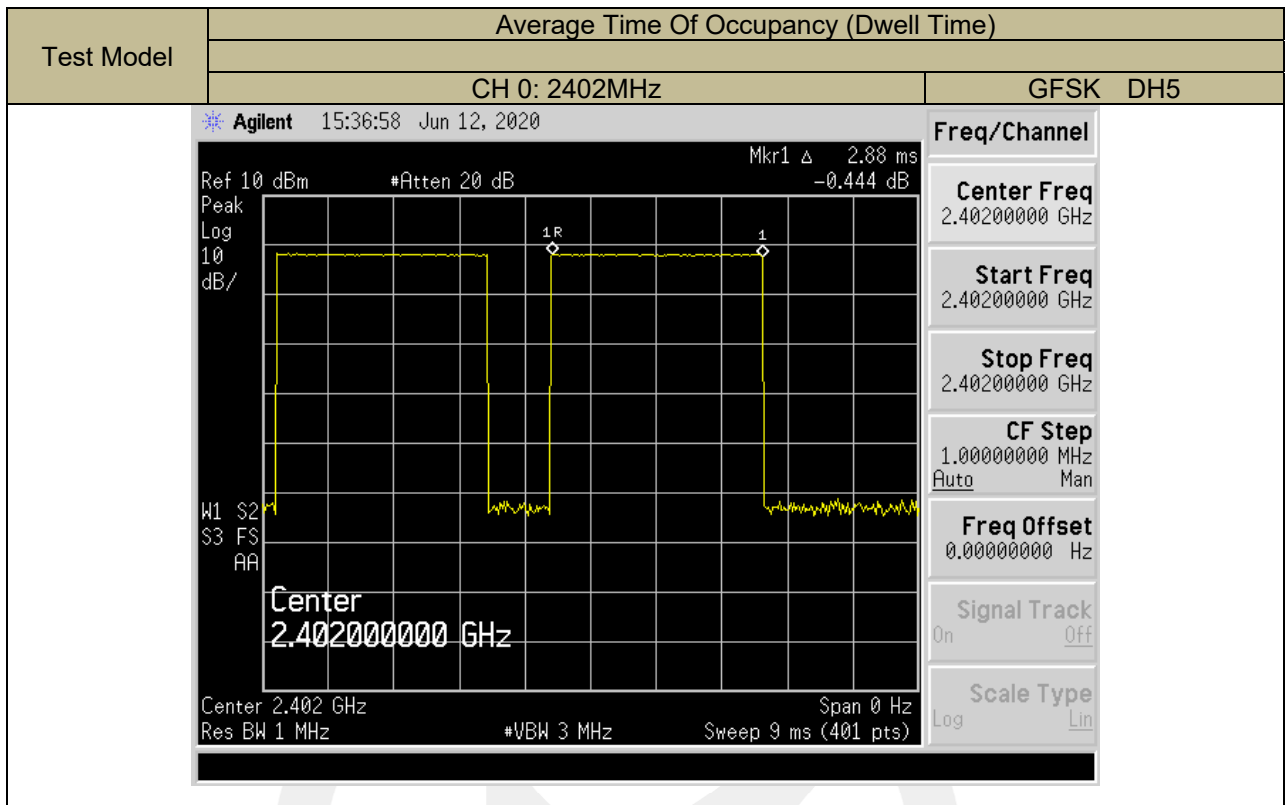 Test Model
Average Time Of Occupancy (Dwell Time)
CH 0: 2402MHz
GFSK DH5
Agilent 15:36:58 Jun 12, 2020
Mkr1 Δ 2.88 ms
Ref 10 dBm #Atten 20 dB -0.444 dB
Peak
Log
10
dB/
1R
1
W1 S2
S3 FS
AA
Center
2.402000000 GHz
Center 2.402 GHz Span 0 Hz
Res BW 1 MHz #VBW 3 MHz Sweep 9 ms (401 pts)
Freq/Channel
Center Freq
2.40200000 GHz
Start Freq
2.40200000 GHz
Stop Freq
2.40200000 GHz
CF Step
1.00000000 MHz
Auto Man
Freq Offset
0.00000000 Hz
Signal Track
On Off
Scale Type
Log Lin